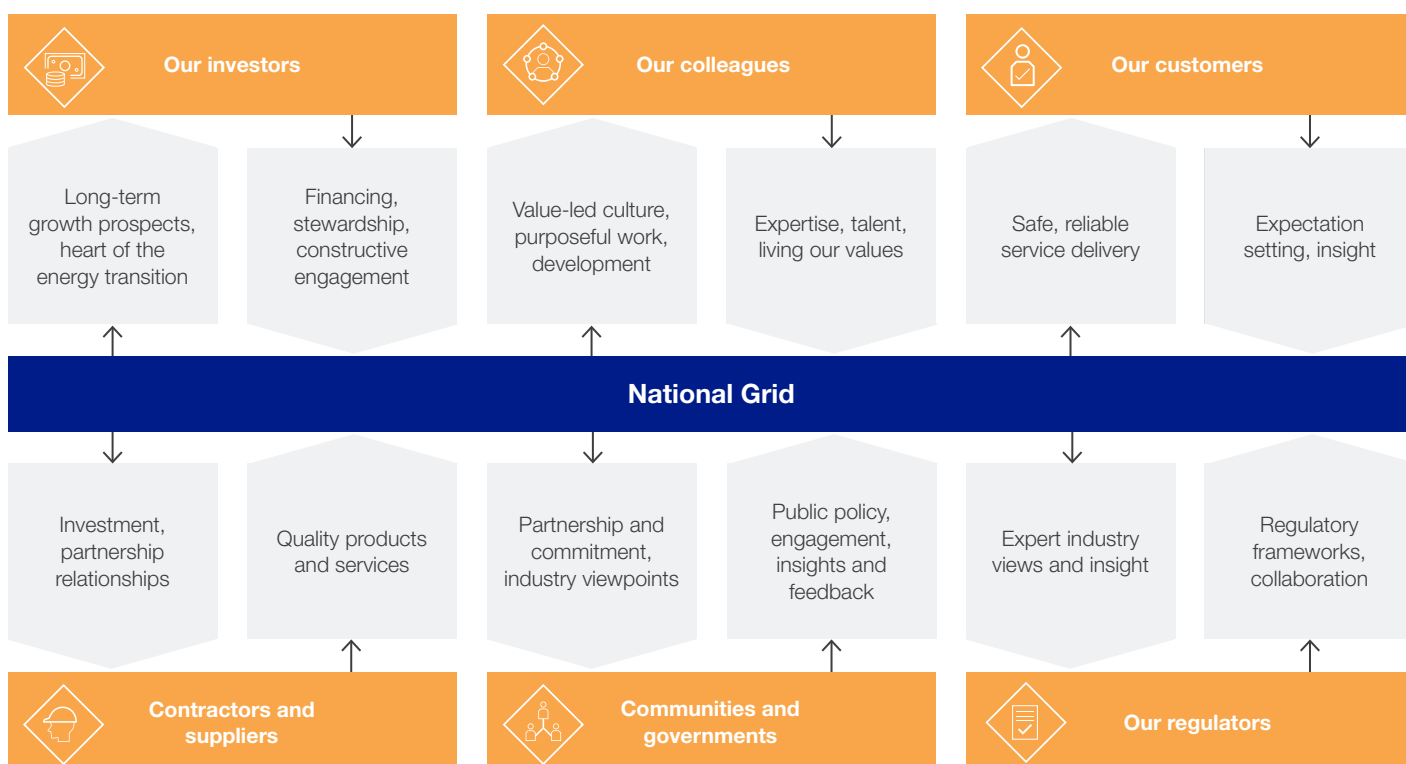 Our investors
Our colleagues
Our customers
Long-term
growth prospects,
heart of the
energy transition
Financing,
stewardship,
constructive
engagement
Value-led culture,
purposeful work,
development
Expertise, talent,
living our values
Safe, reliable
service delivery
Expectation
setting, insight
National Grid
Investment,
partnership
relationships
Quality products
and services
Partnership and
commitment,
industry viewpoints
Public policy,
engagement,
insights and
feedback
Expert industry
views and insight
Regulatory
frameworks,
collaboration
Contractors and
suppliers
Communities and
governments
Our regulators